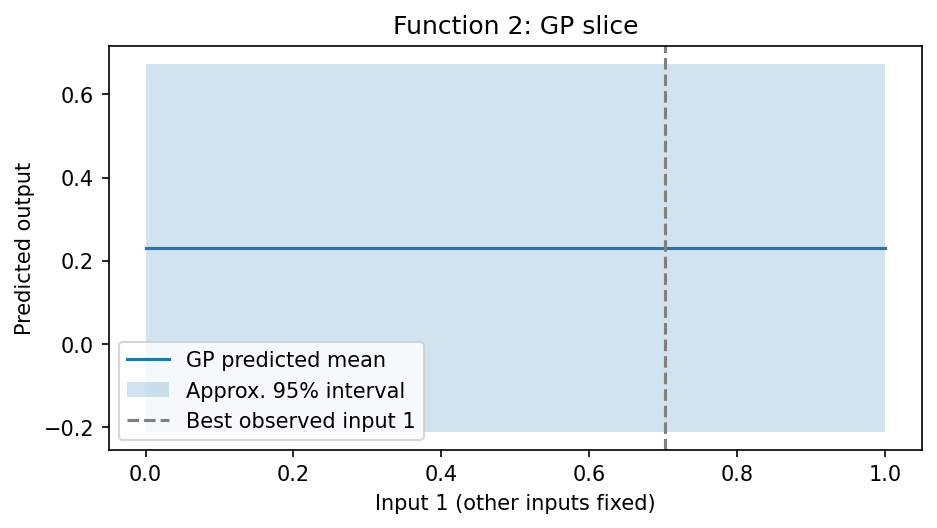 Function 2: GP slice
Predicted output
0.6
0.4
0.2
0.0
−0.2
GP predicted mean
Approx. 95% interval
Best observed input 1
0.0 0.2 0.4 0.6 0.8 1.0
Input 1 (other inputs fixed)